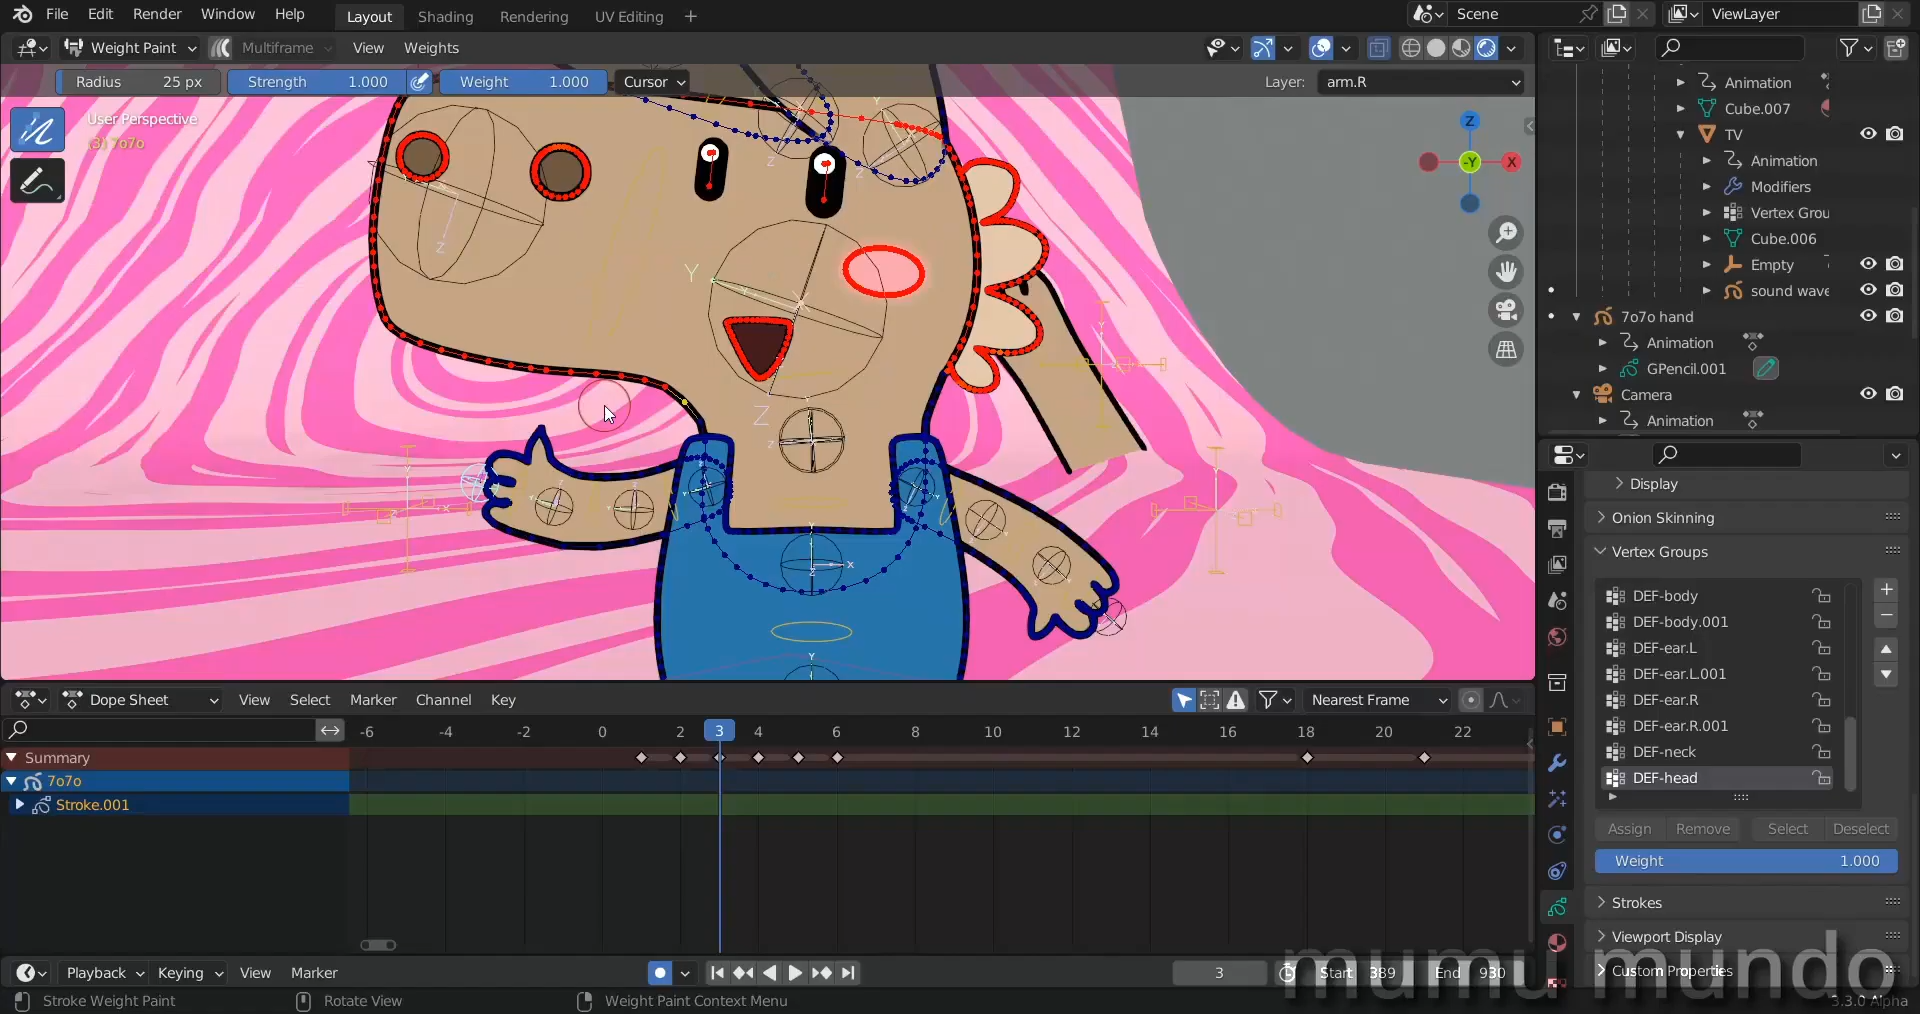 File Edit Render Window Help Layout Shading Rendering UV Editing + Scene ViewLayer
Weight Paint Multiframe View Weights
Radius 25 px Strength 1.000 Weight 1.000 Cursor Layer: arm.R
User Perspective
(3) 7o7o
Animation
Cube.007
TV
Animation
Modifiers
Vertex Grou
Cube.006
Empty
sound wave
7o7o hand
Animation
GPencil.001
Camera
Animation
Z
-Y X
Y
Z
Display
Onion Skinning
Vertex Groups
DEF-body
DEF-body.001
DEF-ear.L
DEF-ear.L.001
DEF-ear.R
DEF-ear.R.001
DEF-neck
DEF-head
Assign Remove Select Deselect
Weight 1.000
Strokes
Viewport Display
Custom Properties
Dope Sheet View Select Marker Channel Key Nearest Frame
-6 -4 -2 0 2 3 4 6 8 10 12 14 16 18 20 22
Summary
7o7o
Stroke.001
Playback Keying View Marker 3 Start 389 End 930
mumu mundo
Stroke Weight Paint Rotate View Weight Paint Context Menu 3.3.0 Alpha